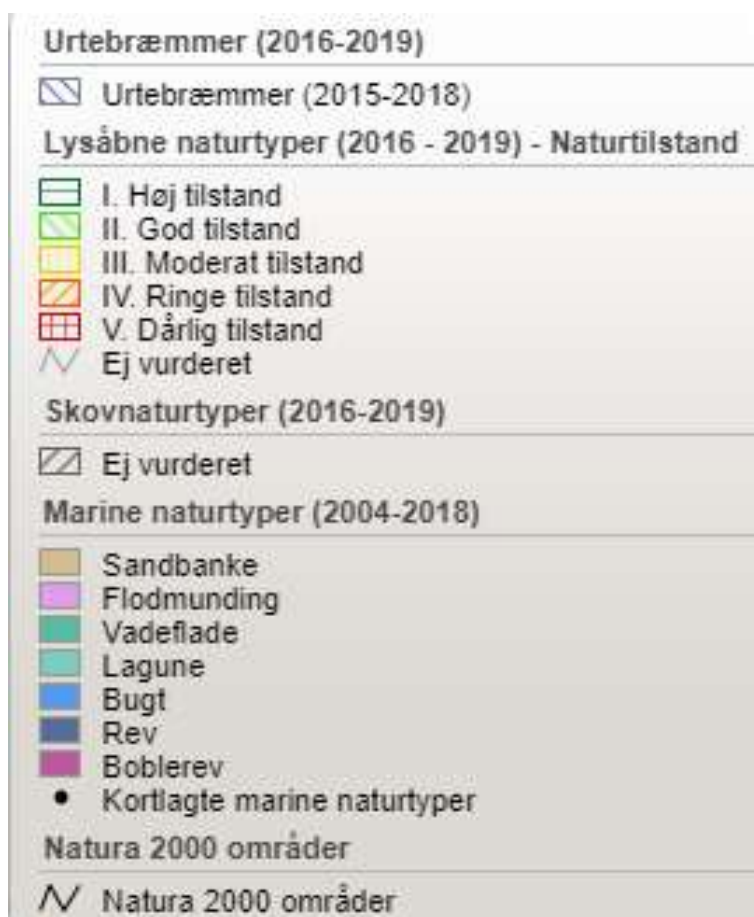 Urtebræmmer (2016-2019)
Urtebræmmer (2015-2018)
Lysåbne naturtyper (2016 - 2019) - Naturtilstand
I. Høj tilstand
II. God tilstand
III. Moderat tilstand
IV. Ringe tilstand
V. Dårlig tilstand
Ej vurderet
Skovnaturtyper (2016-2019)
Ej vurderet
Marine naturtyper (2004-2018)
Sandbanke
Flodmunding
Vadeflade
Lagune
Bugt
Rev
Boblerev
Kortlagte marine naturtyper
Natura 2000 områder
Natura 2000 områder